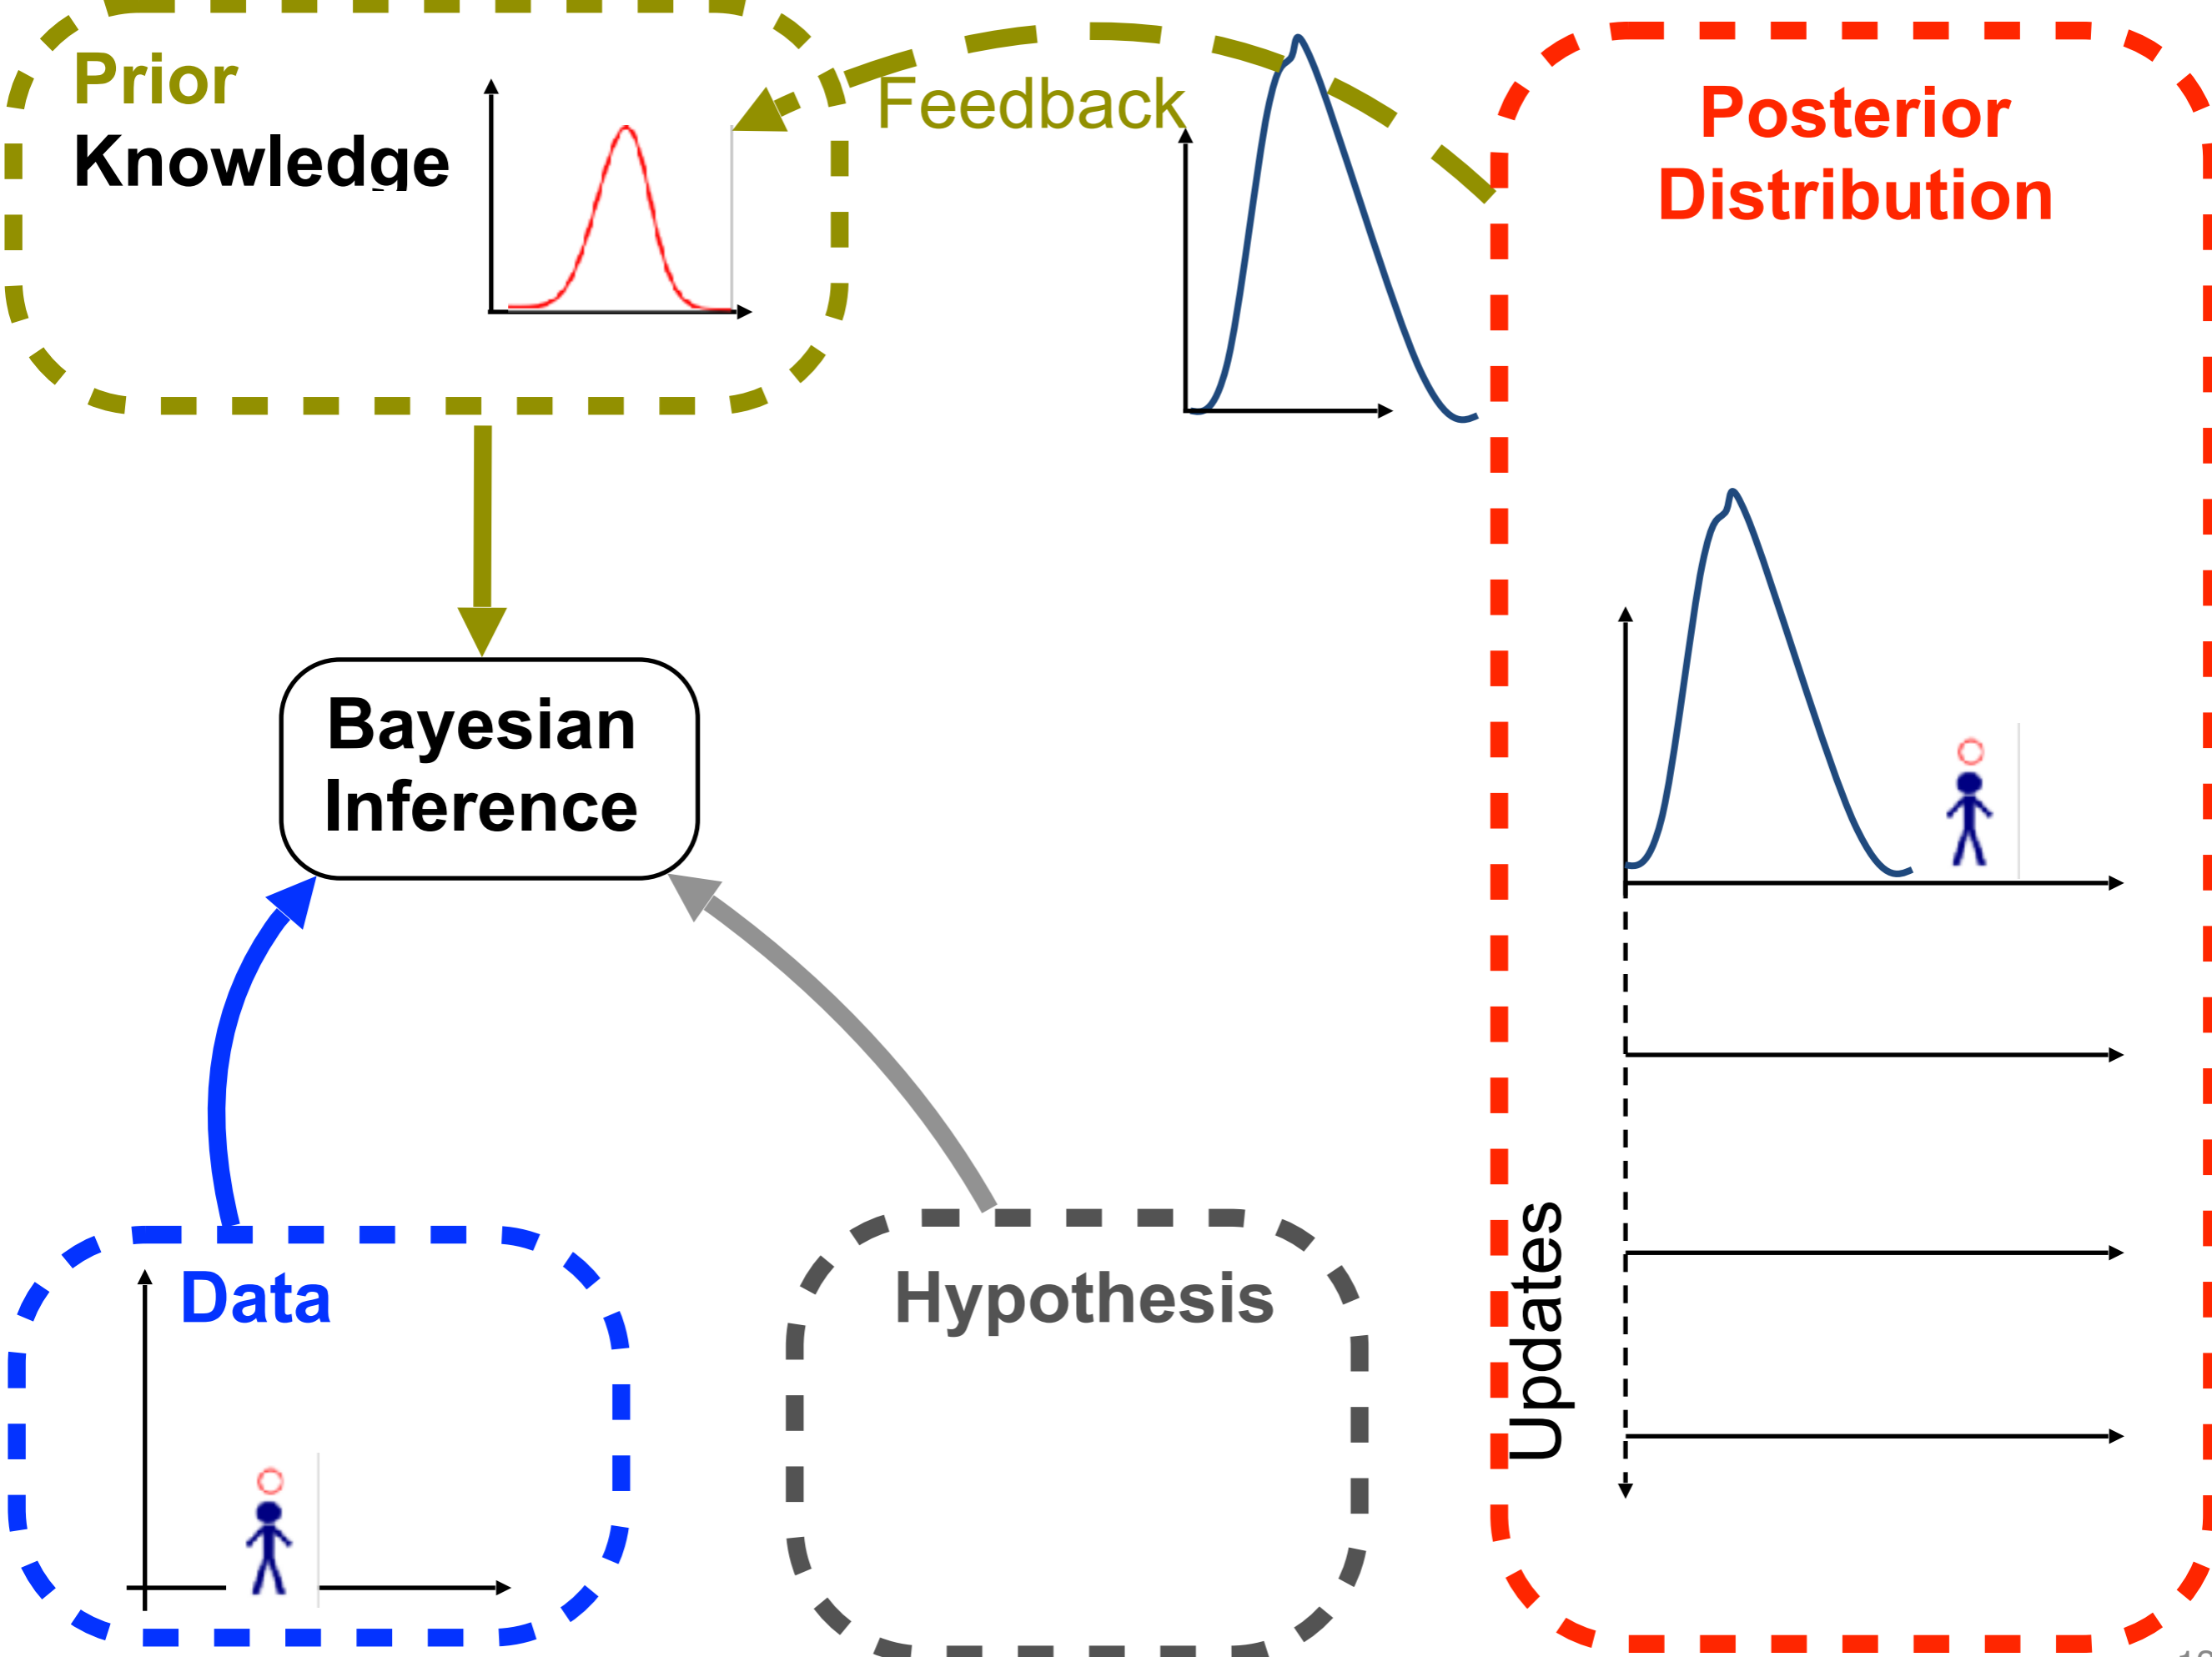 Prior
Knowledge
Feedback
Posterior
Distribution
Bayesian
Inference
Data
Hypothesis
Updates